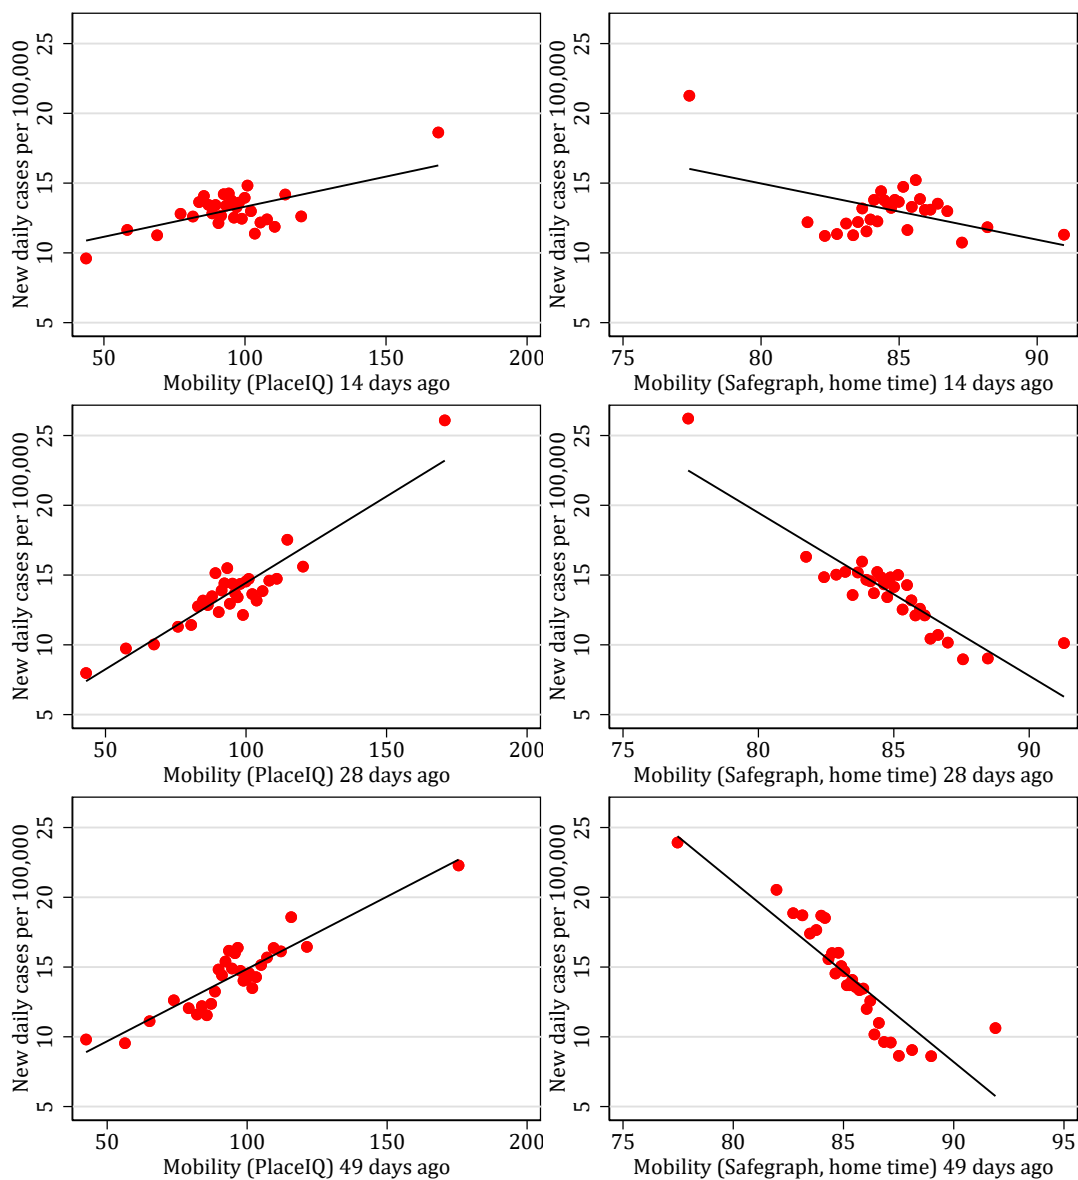 New daily cases per 100,000
25
20
15
10
5
50 100 150 200
Mobility (PlaceIQ) 14 days ago
New daily cases per 100,000
25
20
15
10
5
75 80 85 90
Mobility (Safegraph, home time) 14 days ago
New daily cases per 100,000
25
20
15
10
5
50 100 150 200
Mobility (PlaceIQ) 28 days ago
New daily cases per 100,000
25
20
15
10
5
75 80 85 90
Mobility (Safegraph, home time) 28 days ago
New daily cases per 100,000
25
20
15
10
5
50 100 150 200
Mobility (PlaceIQ) 49 days ago
New daily cases per 100,000
25
20
15
10
5
75 80 85 90 95
Mobility (Safegraph, home time) 49 days ago